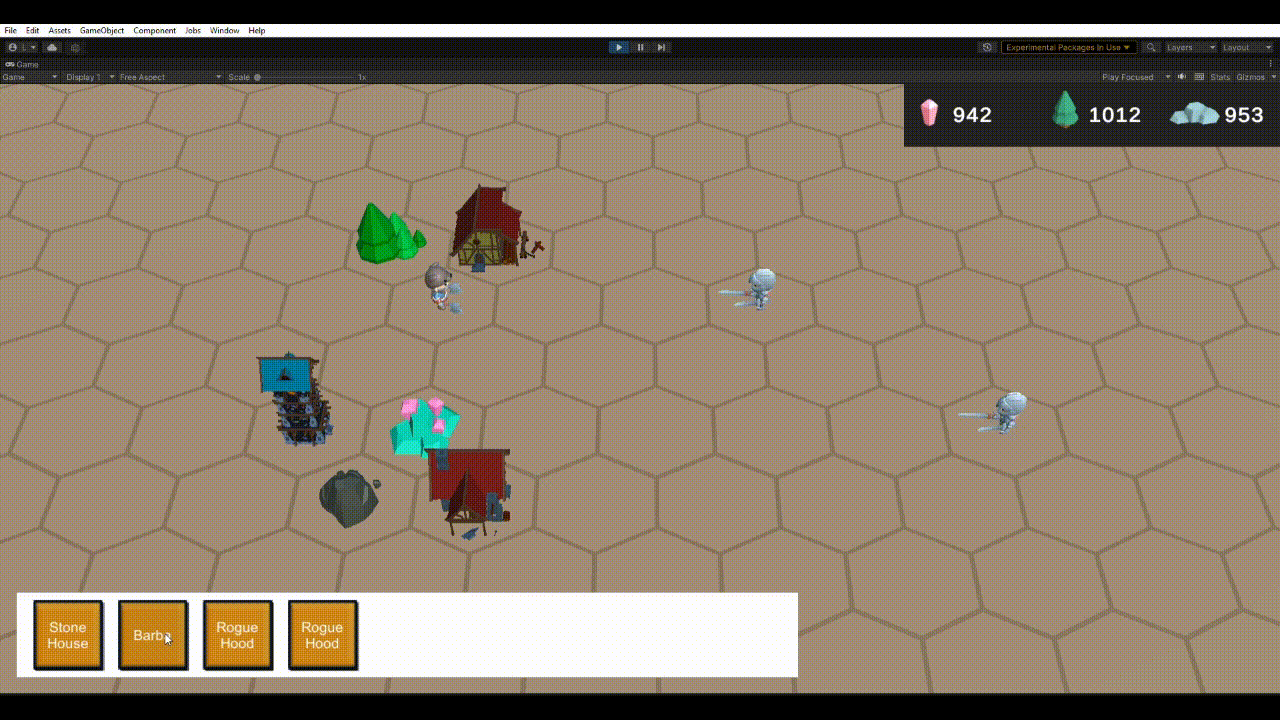 File Edit Assets GameObject Component Jobs Window Help
Experimental Packages In Use
Layers
Layout
Game
Game
Display 1
Free Aspect
Scale
1x
Play Focused
Stats
Gizmos
942
1012
953
Stone
House
Rogue
Hood
Rogue
Hood